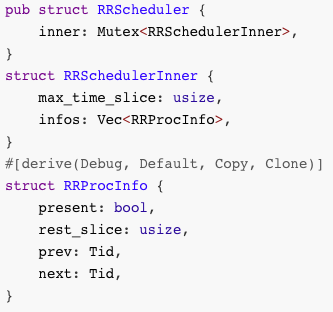 pub struct RRScheduler {
    inner: Mutex<RRSchedulerInner>,
}
struct RRSchedulerInner {
    max_time_slice: usize,
    infos: Vec<RRProcInfo>,
}
#[derive(Debug, Default, Copy, Clone)]
struct RRProcInfo {
    present: bool,
    rest_slice: usize,
    prev: Tid,
    next: Tid,
}